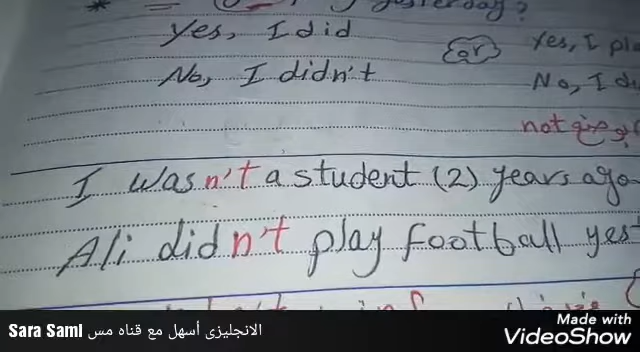 yesterday?
Yes, I did
or Yes, I
No, I didn't No, I
not
I wasn't a student (2) years ago
Ali didn't play football
Sara Sami الانجليزى أسهل مع قناه مس
Made with
VideoShow